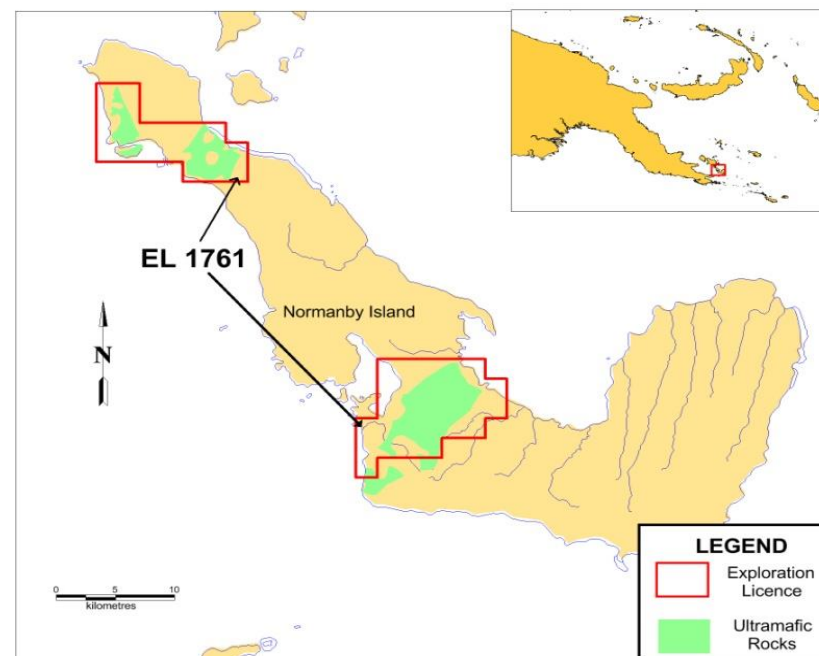 EL 1761
Normanby Island
N
0 5 10
kilometres
LEGEND
Exploration
Licence
Ultramafic
Rocks